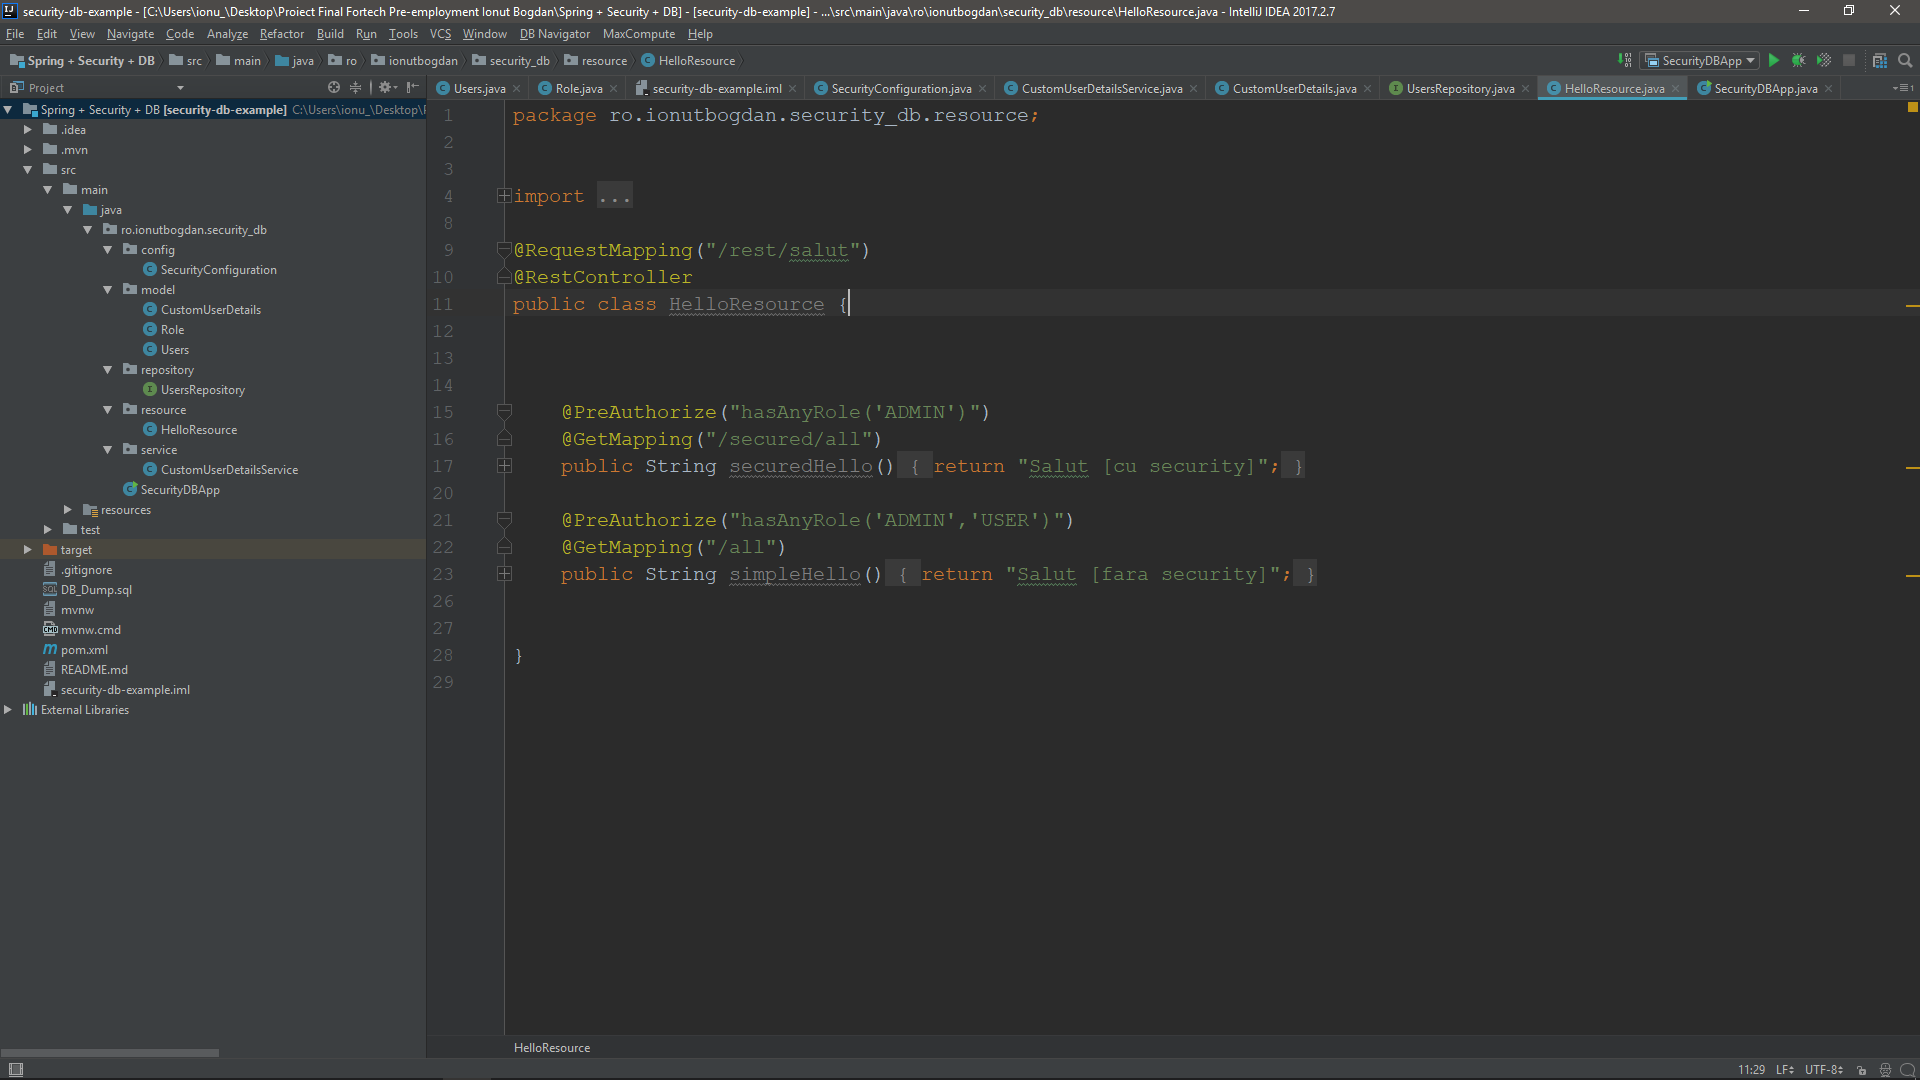 security-db-example - [C:\Users\ionu_\Desktop\Proiect Final Fortech Pre-employment Ionut Bogdan\Spring + Security + DB] - [security-db-example] - ...\src\main\java\ro\ionutbogdan\security_db\resource\HelloResource.java - IntelliJ IDEA 2017.2.7
File Edit View Navigate Code Analyze Refactor Build Run Tools VCS Window DB Navigator MaxCompute Help
Spring + Security + DB src main java ro ionutbogdan security_db resource HelloResource SecurityDBApp
Project
Users.java Role.java security-db-example.iml SecurityConfiguration.java CustomUserDetailsService.java CustomUserDetails.java UsersRepository.java HelloResource.java SecurityDBApp.java
Spring + Security + DB [security-db-example] C:\Users\ionu_\Desktop\
.idea
.mvn
src
main
java
ro.ionutbogdan.security_db
config
SecurityConfiguration
model
CustomUserDetails
Role
Users
repository
UsersRepository
resource
HelloResource
service
CustomUserDetailsService
SecurityDBApp
resources
test
target
.gitignore
DB_Dump.sql
mvnw
mvnw.cmd
pom.xml
README.md
security-db-example.iml
External Libraries
1 package ro.ionutbogdan.security_db.resource;
2
3
4 import ...
8
9 @RequestMapping("/rest/salut")
10 @RestController
11 public class HelloResource {
12
13
14
15 @PreAuthorize("hasAnyRole('ADMIN')")
16 @GetMapping("/secured/all")
17 public String securedHello() { return "Salut [cu security]"; }
20
21 @PreAuthorize("hasAnyRole('ADMIN','USER')")
22 @GetMapping("/all")
23 public String simpleHello() { return "Salut [fara security]"; }
26
27
28 }
29
HelloResource
11:29 LF UTF-8